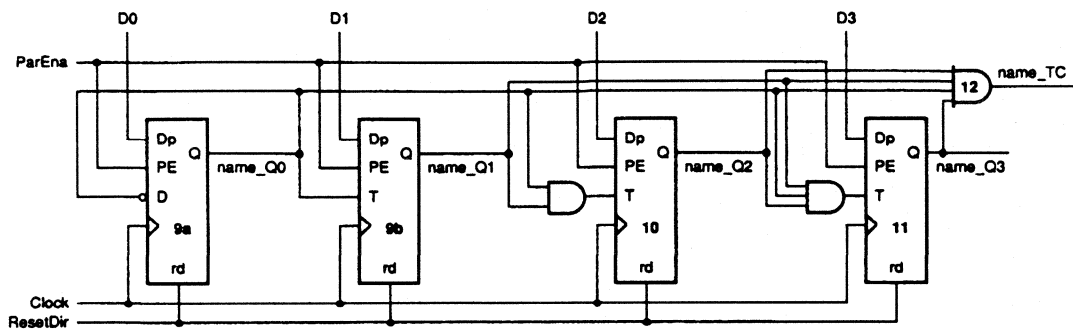 D0 D1 D2 D3
ParEna
name_TC
12
Dp Q PE D 9a rd
name_Q0
Dp Q PE T 9b rd
name_Q1
Dp Q PE T 10 rd
name_Q2
Dp Q PE T 11 rd
name_Q3
Clock
ResetDir